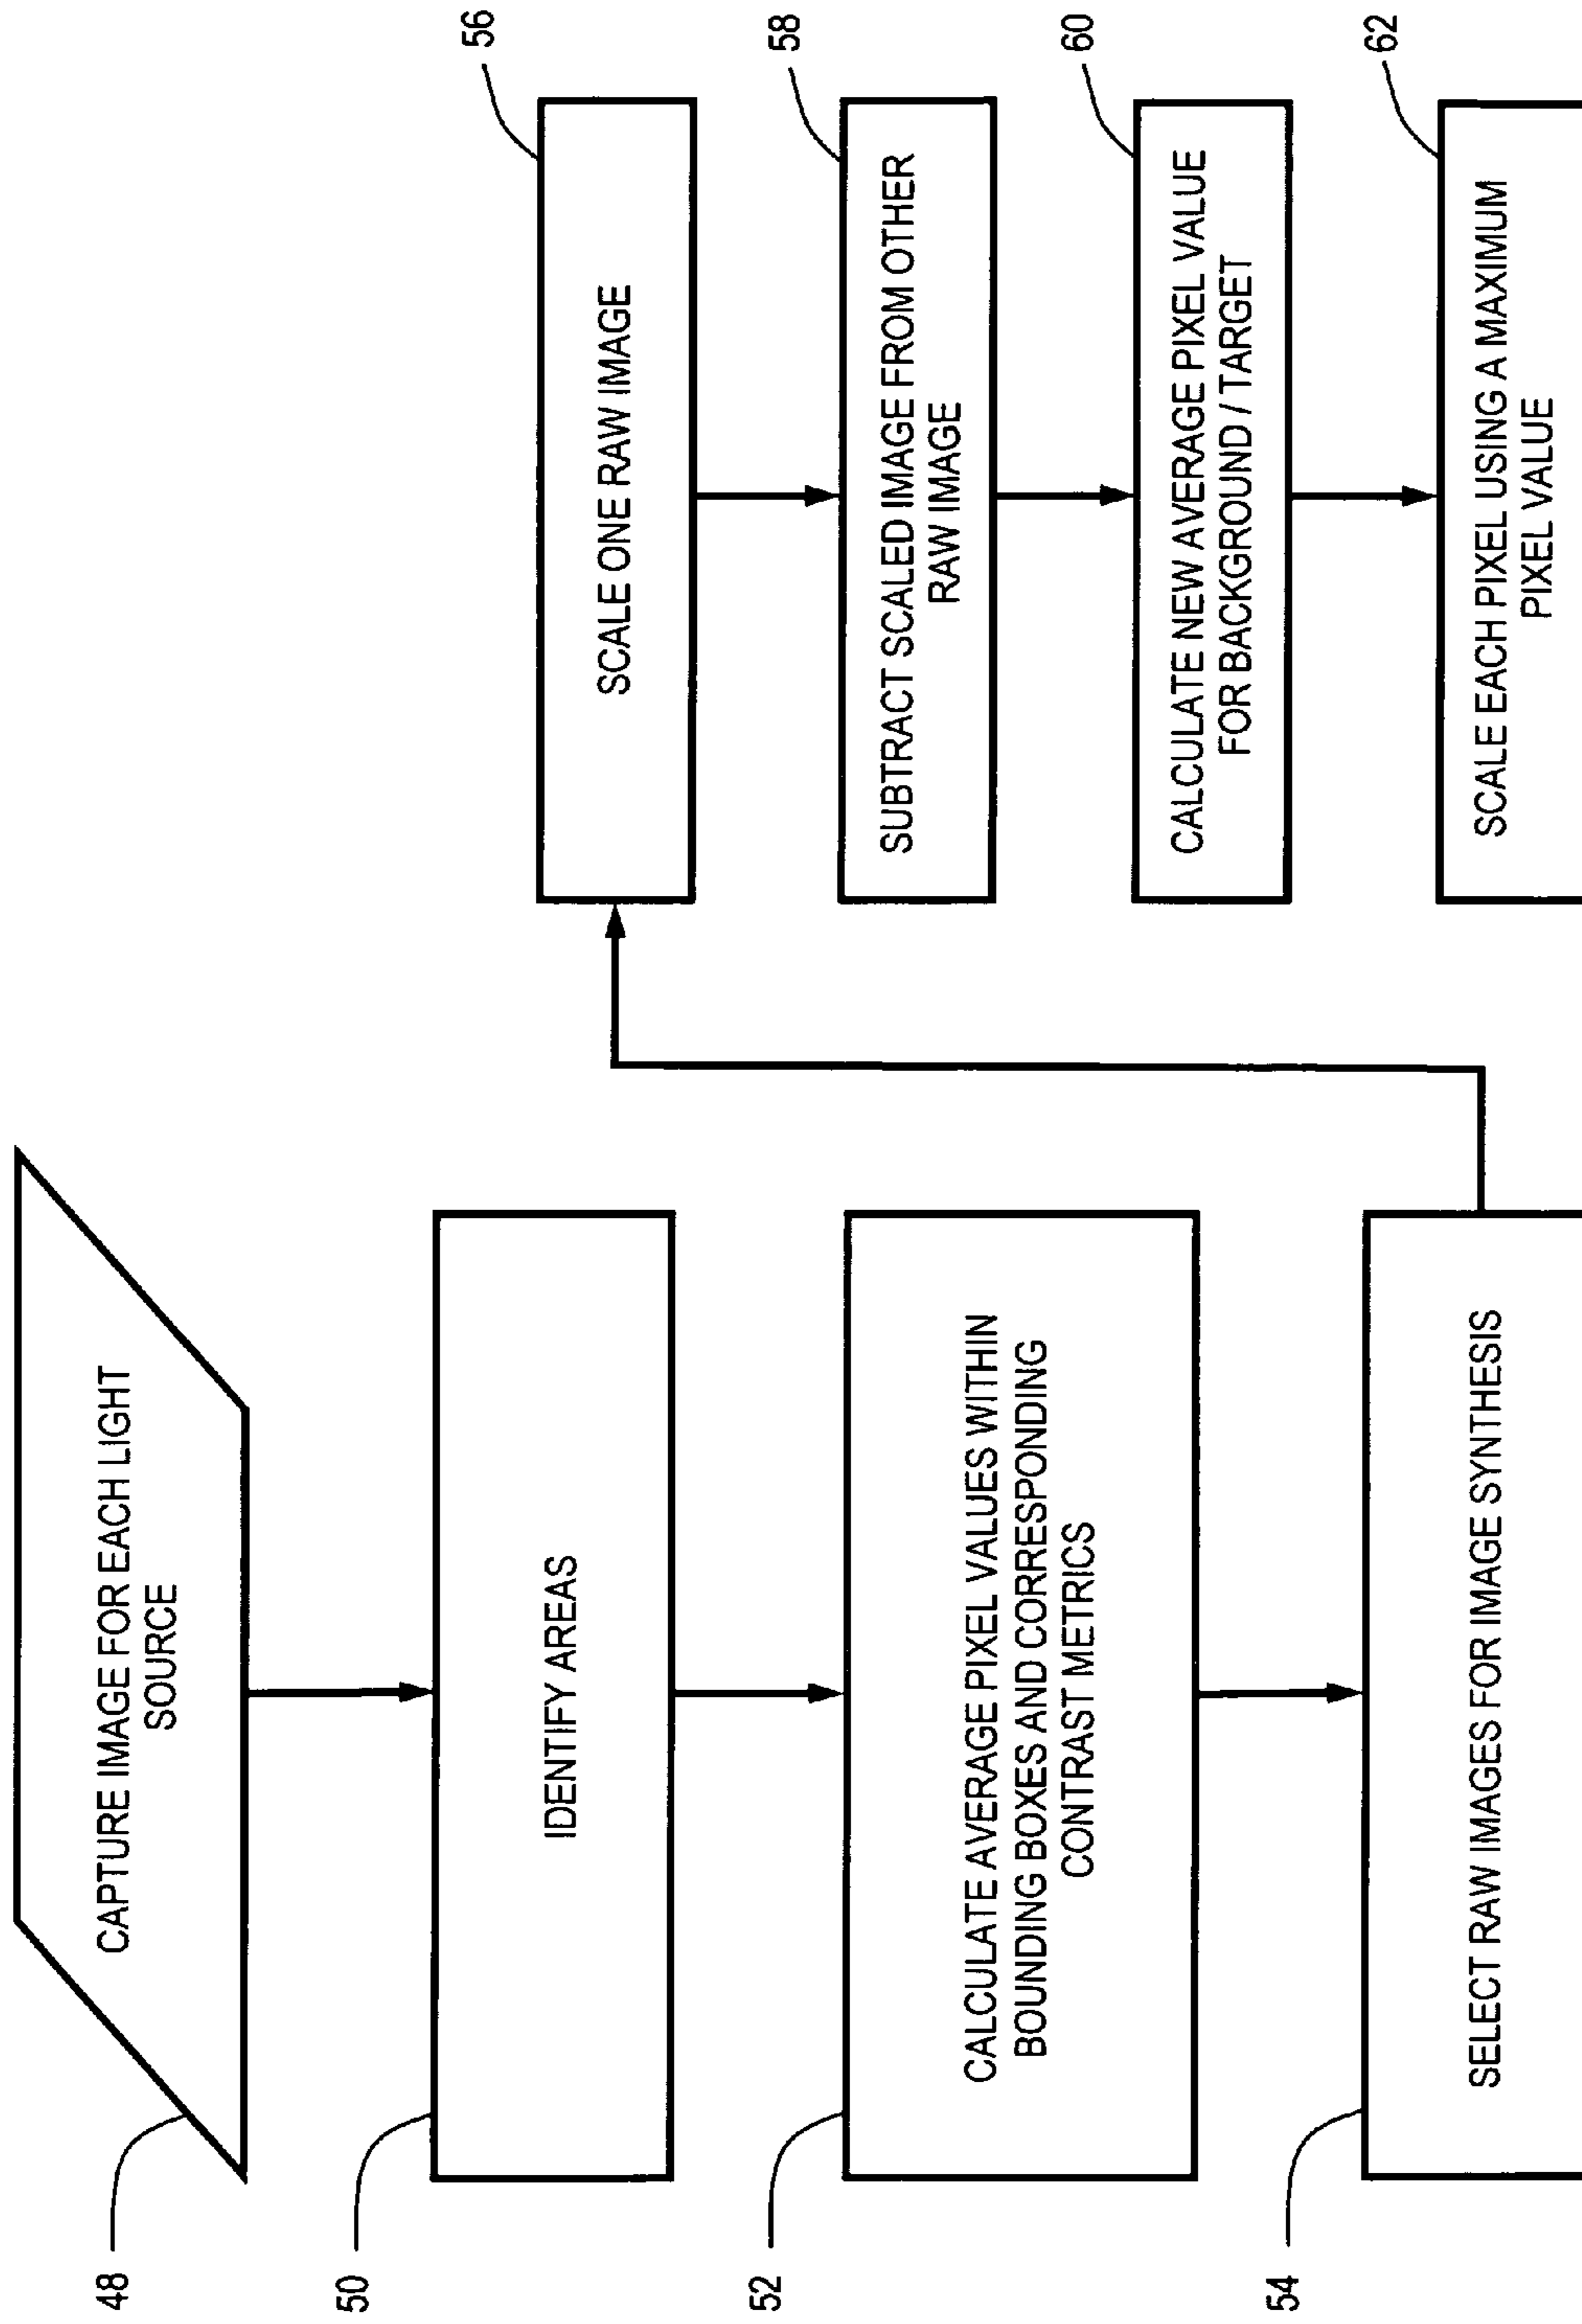 48
CAPTURE IMAGE FOR EACH LIGHT
SOURCE
50
IDENTIFY AREAS
52
CALCULATE AVERAGE PIXEL VALUES WITHIN
BOUNDING BOXES AND CORRESPONDING
CONTRAST METRICS
54
SELECT RAW IMAGES FOR IMAGE SYNTHESIS
56
SCALE ONE RAW IMAGE
58
SUBTRACT SCALED IMAGE FROM OTHER
RAW IMAGE
60
CALCULATE NEW AVERAGE PIXEL VALUE
FOR BACKGROUND / TARGET
62
SCALE EACH PIXEL USING A MAXIMUM
PIXEL VALUE